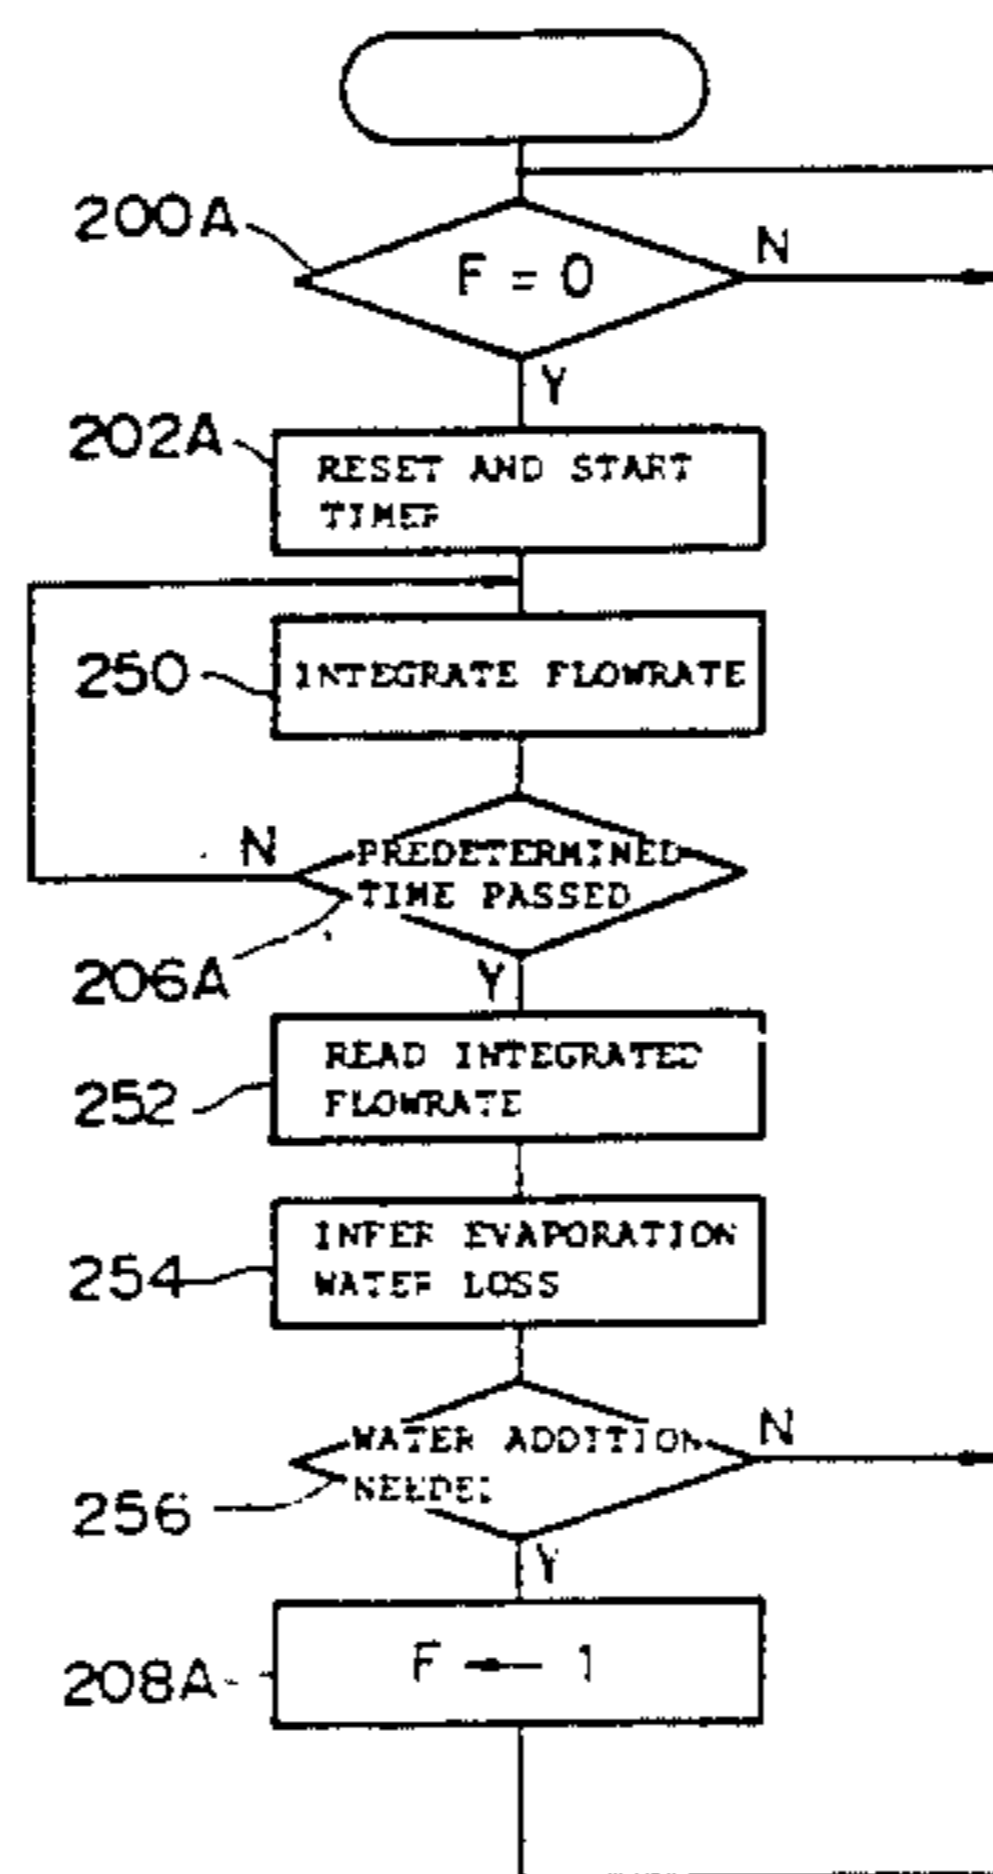 200A
F = 0
N
Y
202A
RESET AND START
TIMER
250
INTEGRATE FLOWRATE
N
PREDETERMINED
TIME PASSED
206A
Y
READ INTEGRATED
FLOWRATE
252
INFER EVAPORATION
WATER LOSS
254
WATER ADDITION
NEEDED
N
256
Y
F ← 1
208A